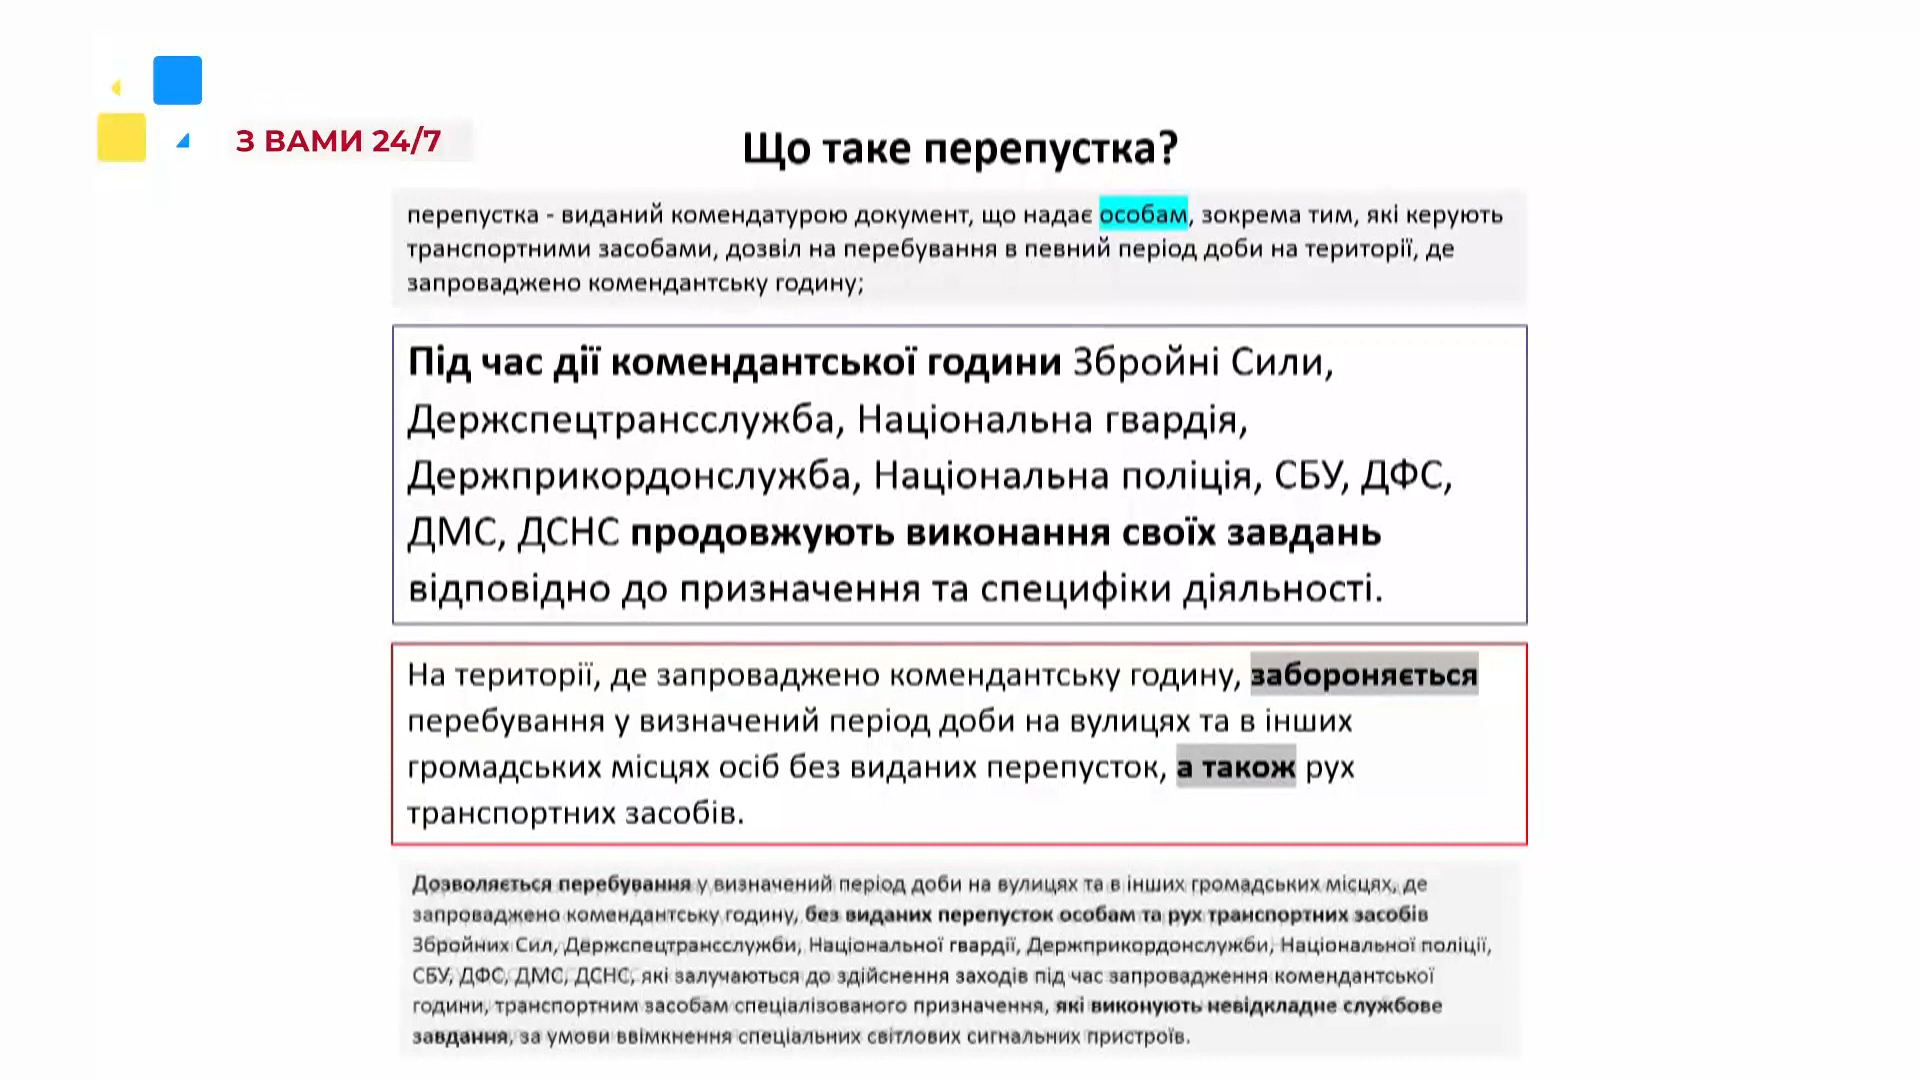 З ВАМИ 24/7
Що таке перепустка?
перепустка - виданий комендатурою документ, що надає особам, зокрема тим, які керують
транспортними засобами, дозвіл на перебування в певний період доби на території, де
запроваджено комендантську годину;
Під час дії комендантської години Збройні Сили,
Держспецтрансслужба, Національна гвардія,
Держприкордонслужба, Національна поліція, СБУ, ДФС,
ДМС, ДСНС продовжують виконання своїх завдань
відповідно до призначення та специфіки діяльності.
На території, де запроваджено комендантську годину, забороняється
перебування у визначений період доби на вулицях та в інших
громадських місцях осіб без виданих перепусток, а також рух
транспортних засобів.
Дозволяється перебування у визначений період доби на вулицях та в інших громадських місцях, де
запроваджено комендантську годину, без виданих перепусток особам та рух транспортних засобів
Збройних Сил, Держспецтрансслужби, Національної гвардії, Держприкордонслужби, Національної поліції,
СБУ, ДФС, ДМС, ДСНС, які залучаються до здійснення заходів під час запровадження комендантської
години, транспортним засобам спеціалізованого призначення, які виконують невідкладне службове
завдання, за умови ввімкнення спеціальних світлових сигнальних пристроїв.